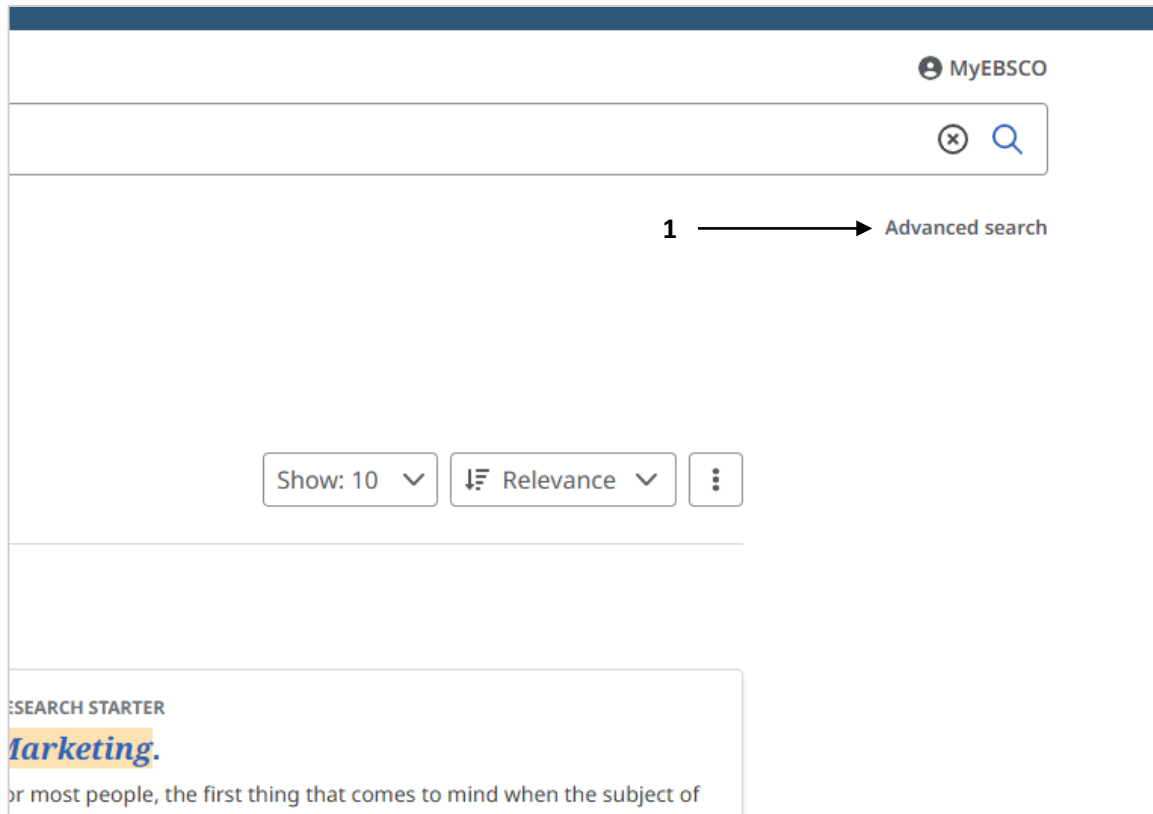 MyEBSCO
1 Advanced search
Show: 10 Relevance
ESEARCH STARTER
Marketing.
or most people, the first thing that comes to mind when the subject of